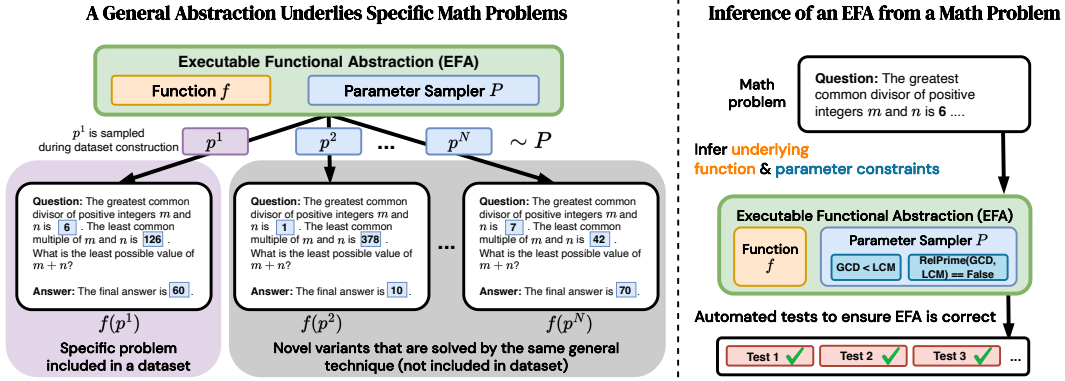 A General Abstraction Underlies Specific Math Problems
Executable Functional Abstraction (EFA)
Function f
Parameter Sampler P
p¹ is sampled
during dataset construction
p¹
p²
...
pᴺ
~ P
Question: The greatest common
divisor of positive integers m and
n is 6 . The least common
multiple of m and n is 126 .
What is the least possible value of
m + n?
Answer: The final answer is 60 .
f(p¹)
Specific problem
included in a dataset
Question: The greatest common
divisor of positive integers m and
n is 1 . The least common
multiple of m and n is 378 .
What is the least possible value of
m + n?
Answer: The final answer is 10 .
f(p²)
...
Question: The greatest common
divisor of positive integers m and
n is 7 . The least common
multiple of m and n is 42 .
What is the least possible value of
m + n?
Answer: The final answer is 70 .
f(pᴺ)
Novel variants that are solved by the same general
technique (not included in dataset)
Inference of an EFA from a Math Problem
Math
problem
Question: The greatest
common divisor of positive
integers m and n is 6 ....
Infer underlying
function & parameter constraints
Executable Functional Abstraction (EFA)
Function
f
Parameter Sampler P
GCD < LCM
RelPrime(GCD,
LCM) == False
Automated tests to ensure EFA is correct
Test 1
Test 2
Test 3
...